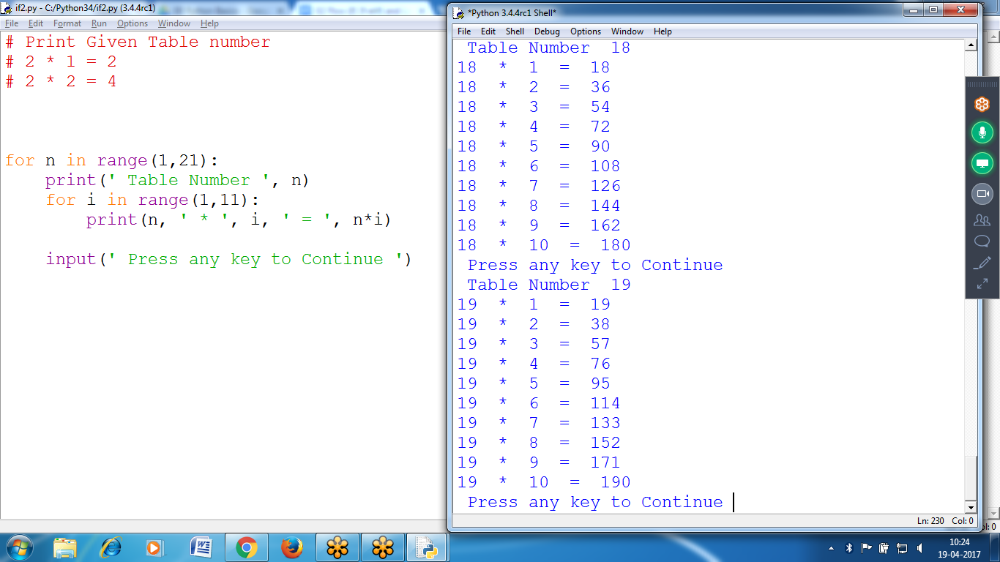 if2.py - C:/Python34/if2.py (3.4.4rc1)
File Edit Format Run Options Window Help
# Print Given Table number
# 2 * 1 = 2
# 2 * 2 = 4
for n in range(1,21):
    print(' Table Number ', n)
    for i in range(1,11):
        print(n, ' * ', i, ' = ', n*i)
    input(' Press any key to Continue ')
*Python 3.4.4rc1 Shell*
File Edit Shell Debug Options Window Help
 Table Number  18
18  *  1  =  18
18  *  2  =  36
18  *  3  =  54
18  *  4  =  72
18  *  5  =  90
18  *  6  =  108
18  *  7  =  126
18  *  8  =  144
18  *  9  =  162
18  *  10  =  180
 Press any key to Continue
 Table Number  19
19  *  1  =  19
19  *  2  =  38
19  *  3  =  57
19  *  4  =  76
19  *  5  =  95
19  *  6  =  114
19  *  7  =  133
19  *  8  =  152
19  *  9  =  171
19  *  10  =  190
 Press any key to Continue
Ln: 230 Col: 0
10:24
19-04-2017